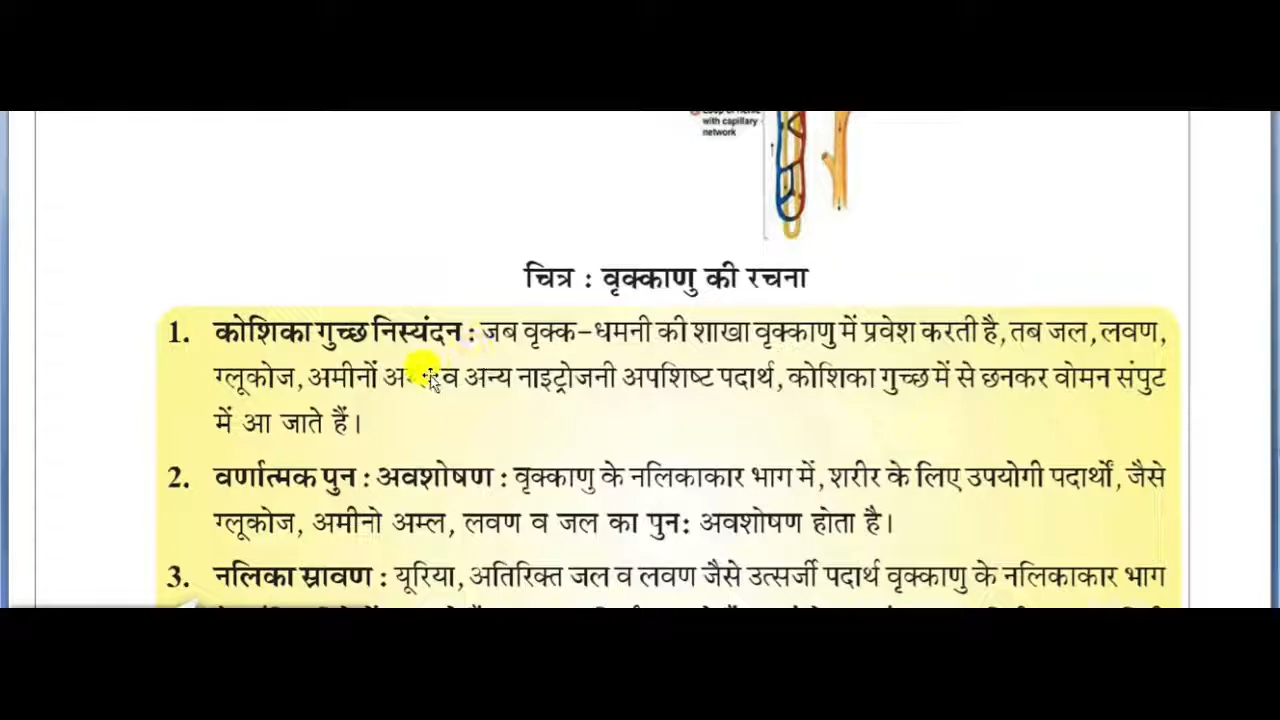 with capillary
network
चित्र : वृक्काणु की रचना
1. कोशिका गुच्छ निस्यंदन : जब वृक्क-धमनी की शाखा वृक्काणु में प्रवेश करती है, तब जल, लवण,
ग्लूकोज, अमीनों व अन्य नाइट्रोजनी अपशिष्ट पदार्थ, कोशिका गुच्छ में से छनकर वोमन संपुट
में आ जाते हैं।
2. वर्णात्मक पुन : अवशोषण : वृक्काणु के नलिकाकार भाग में, शरीर के लिए उपयोगी पदार्थों, जैसे
ग्लूकोज, अमीनो अम्ल, लवण व जल का पुन: अवशोषण होता है।
3. नलिका स्रावण : यूरिया, अतिरिक्त जल व लवण जैसे उत्सर्जी पदार्थ वृक्काणु के नलिकाकार भाग